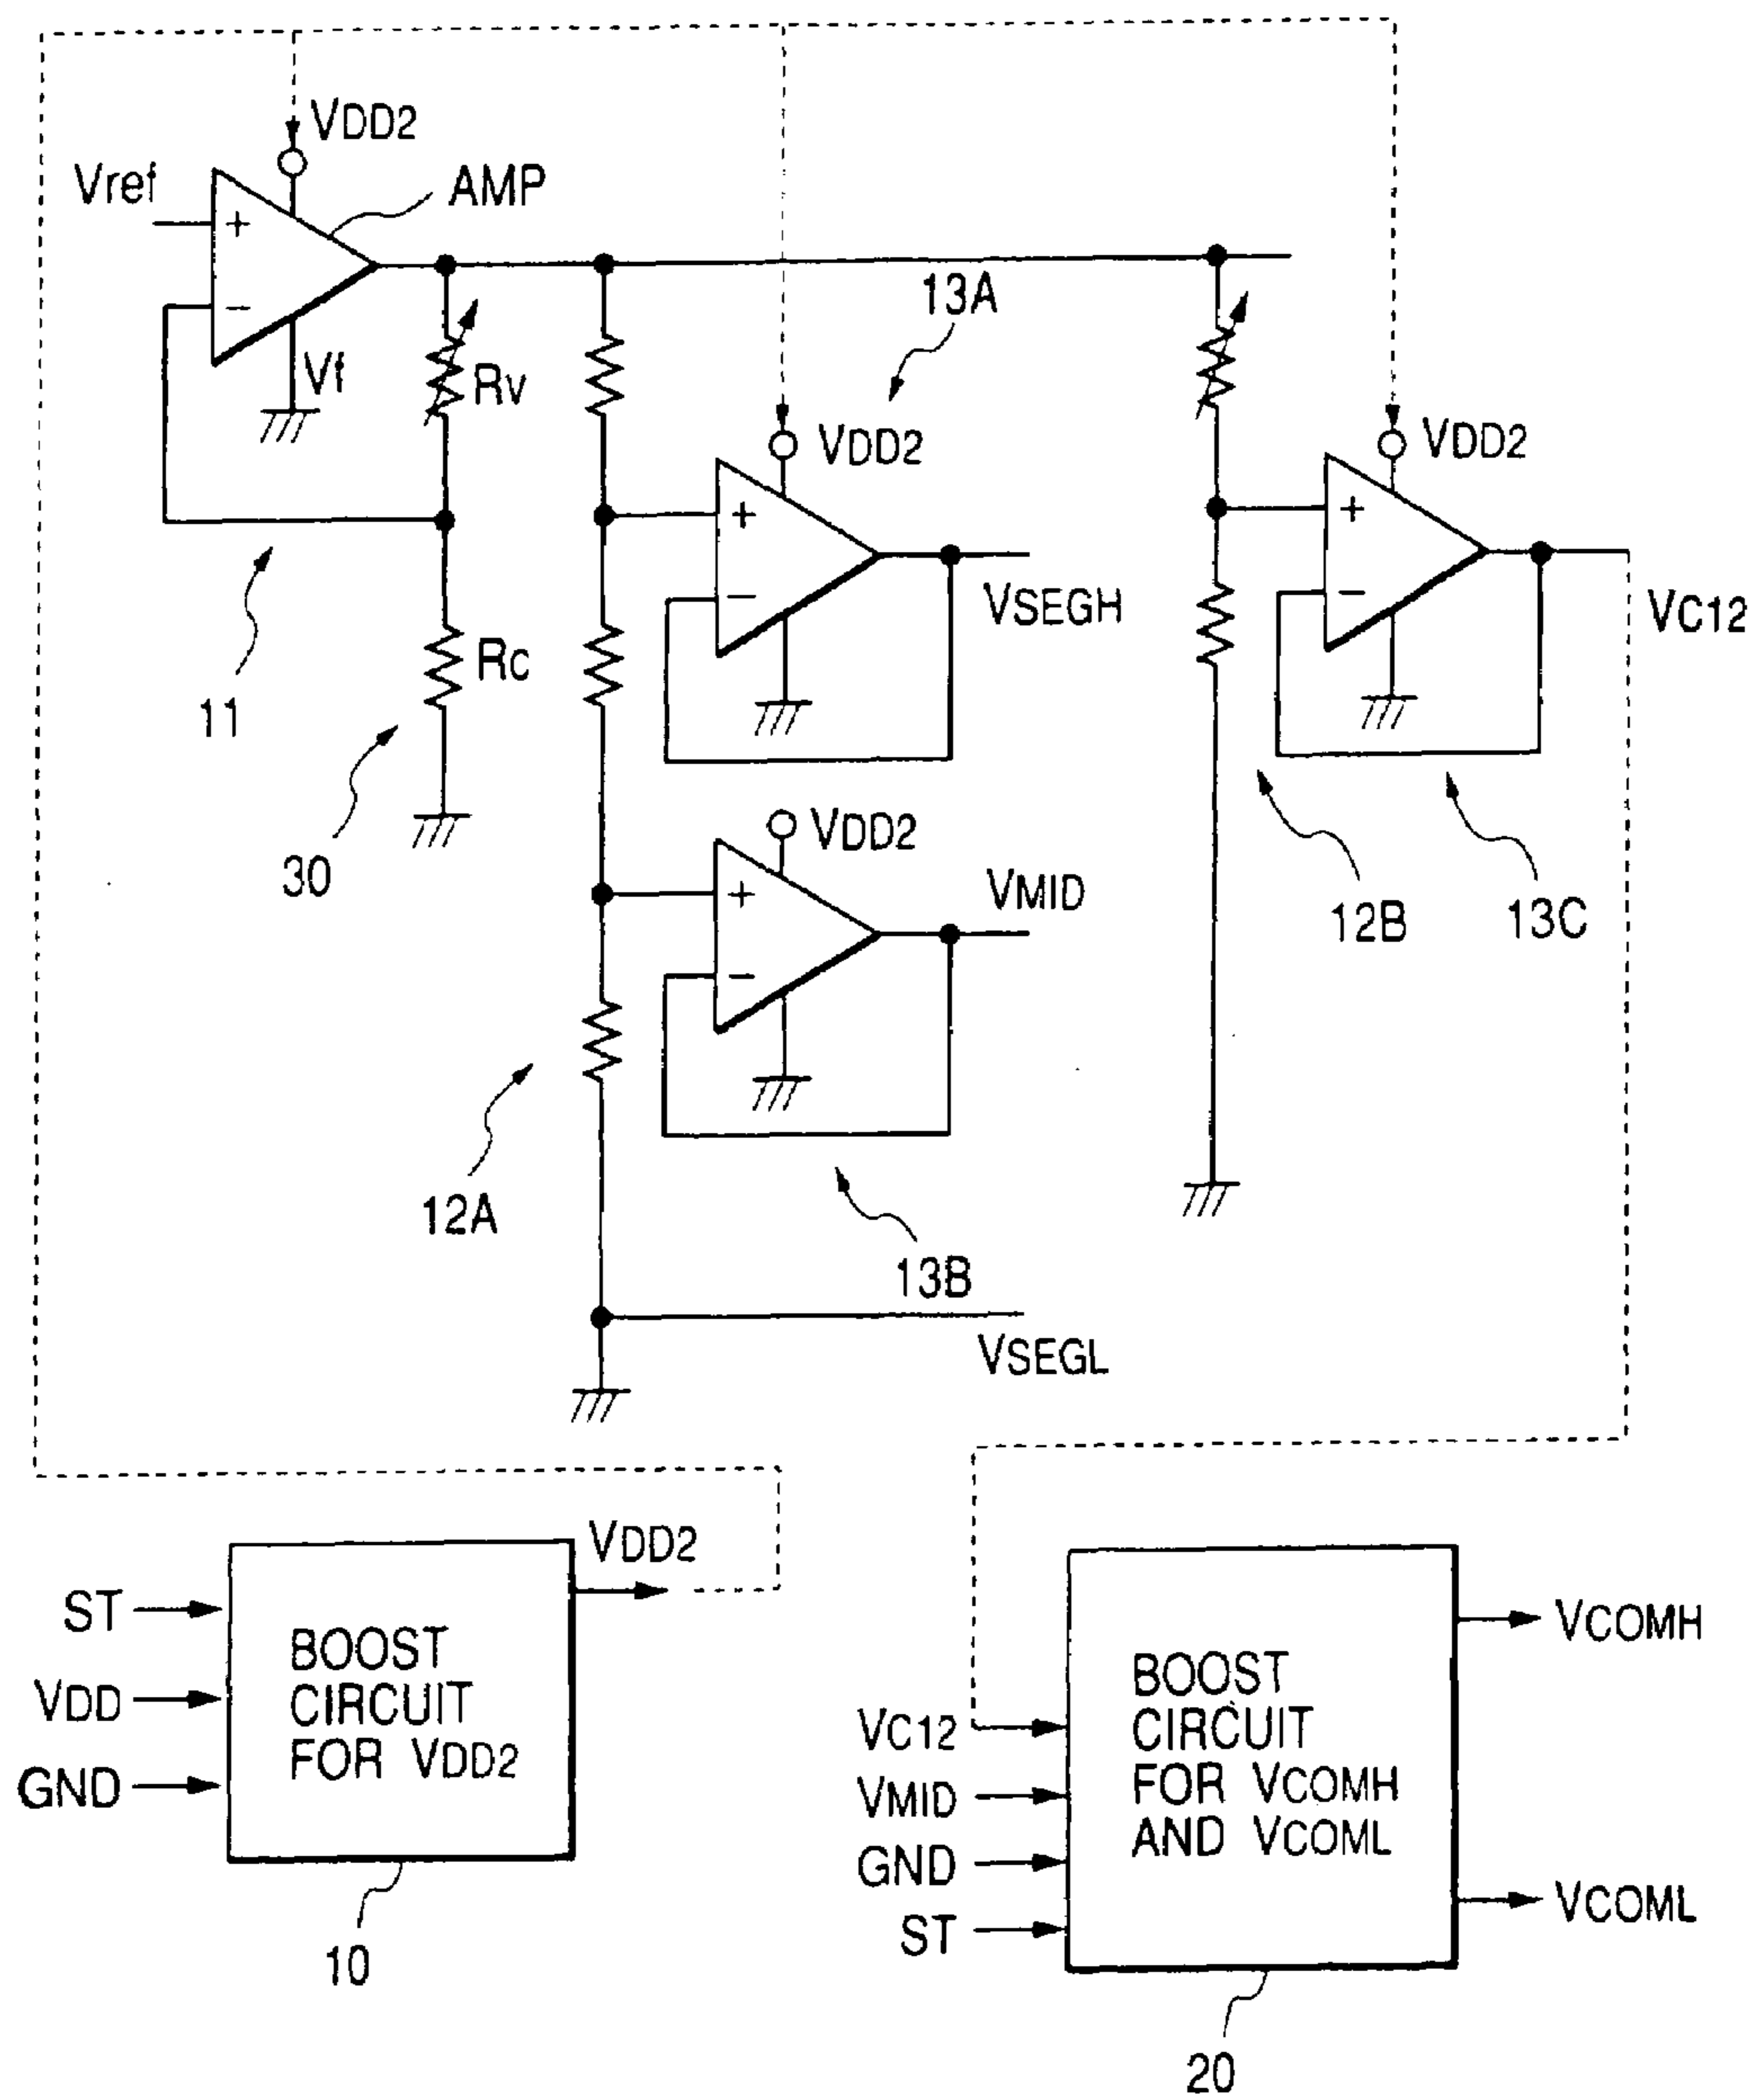 VDD2
Vref
AMP
+
−
Vf
Rv
13A
VDD2
VDD2
+
+
−
−
VSEGH
VC12
Rc
11
30
VDD2
+
−
VMID
12B
13C
12A
13B
VSEGL
VDD2
ST
VDD
GND
BOOST
CIRCUIT
FOR VDD2
10
VC12
VMID
GND
ST
BOOST
CIRCUIT
FOR VCOMH
AND VCOML
VCOMH
VCOML
20